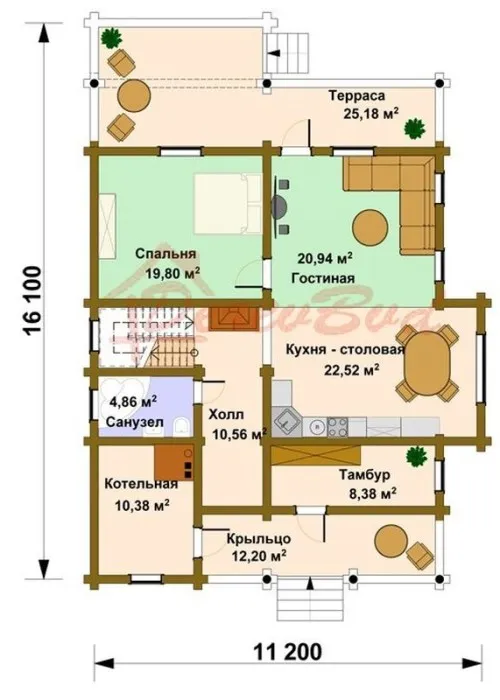 Терраса
25,18 м²
Спальня
19,80 м²
20,94 м²
Гостиная
16 100
Кухня - столовая
22,52 м²
4,86 м²
Санузел
Холл
10,56 м²
Котельная
10,38 м²
Тамбур
8,38 м²
Крыльцо
12,20 м²
11 200